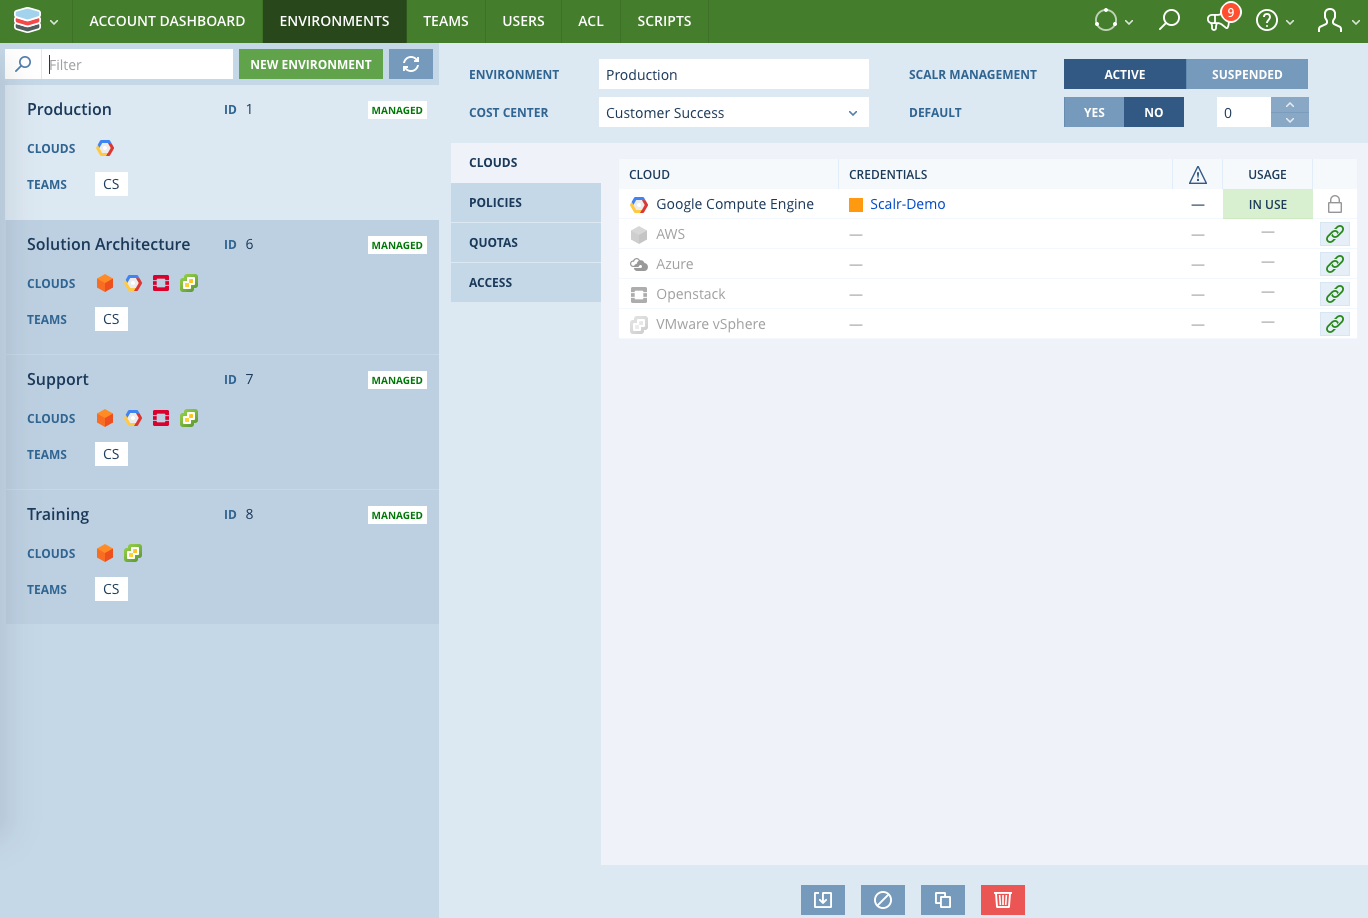 ACCOUNT DASHBOARD ENVIRONMENTS TEAMS USERS ACL SCRIPTS 9
Filter NEW ENVIRONMENT
Production ID 1 MANAGED
CLOUDS
TEAMS CS
Solution Architecture ID 6 MANAGED
CLOUDS
TEAMS CS
Support ID 7 MANAGED
CLOUDS
TEAMS CS
Training ID 8 MANAGED
CLOUDS
TEAMS CS
ENVIRONMENT Production SCALR MANAGEMENT ACTIVE SUSPENDED
COST CENTER Customer Success DEFAULT YES NO 0
CLOUDS
POLICIES
QUOTAS
ACCESS
CLOUD CREDENTIALS USAGE
Google Compute Engine Scalr-Demo — IN USE
AWS — — —
Azure — — —
Openstack — — —
VMware vSphere — — —